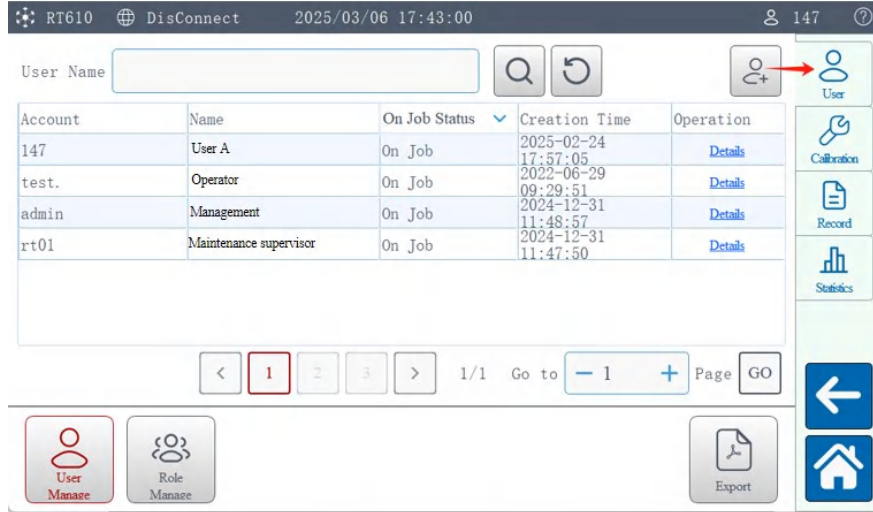 RT610 DisConnect 2025/03/06 17:43:00 147
User Name
User
Account Name On Job Status Creation Time Operation
147 User A On Job 2025-02-24 17:57:05 Details
test. Operator On Job 2022-06-29 09:29:51 Details
admin Management On Job 2024-12-31 11:48:57 Details
rt01 Maintenance supervisor On Job 2024-12-31 11:47:50 Details
Calibration
Record
Statistics
1 2 3 1/1 Go to 1 Page GO
User Manage
Role Manage
Export